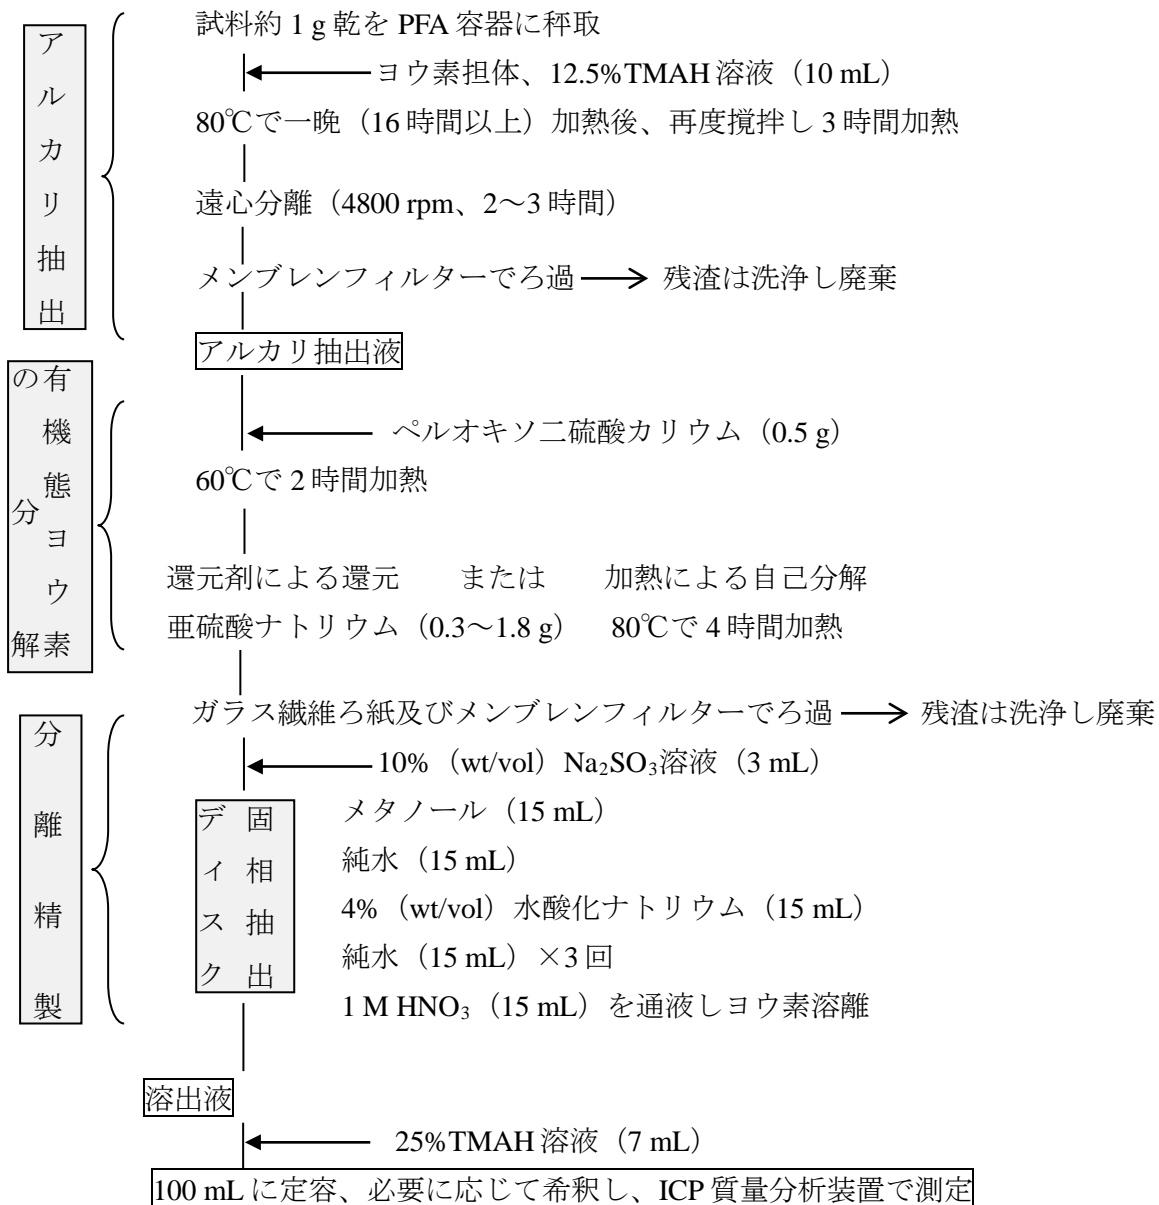 アルカリ抽出
試料約 1 g 乾を PFA 容器に秤取
ヨウ素担体、12.5%TMAH 溶液（10 mL）
80℃で一晩（16 時間以上）加熱後、再度撹拌し 3 時間加熱
遠心分離（4800 rpm、2～3 時間）
メンブレンフィルターでろ過 残渣は洗浄し廃棄
アルカリ抽出液
有機態ヨウ素の分解
ペルオキソ二硫酸カリウム（0.5 g）
60℃で 2 時間加熱
還元剤による還元 または 加熱による自己分解
亜硫酸ナトリウム（0.3～1.8 g） 80℃で 4 時間加熱
分離精製
ガラス繊維ろ紙及びメンブレンフィルターでろ過 残渣は洗浄し廃棄
10%（wt/vol）Na₂SO₃溶液（3 mL）
固相抽出ディスク
メタノール（15 mL）
純水（15 mL）
4%（wt/vol）水酸化ナトリウム（15 mL）
純水（15 mL）×3 回
1 M HNO₃（15 mL）を通液しヨウ素溶離
溶出液
25%TMAH 溶液（7 mL）
100 mL に定容、必要に応じて希釈し、ICP 質量分析装置で測定